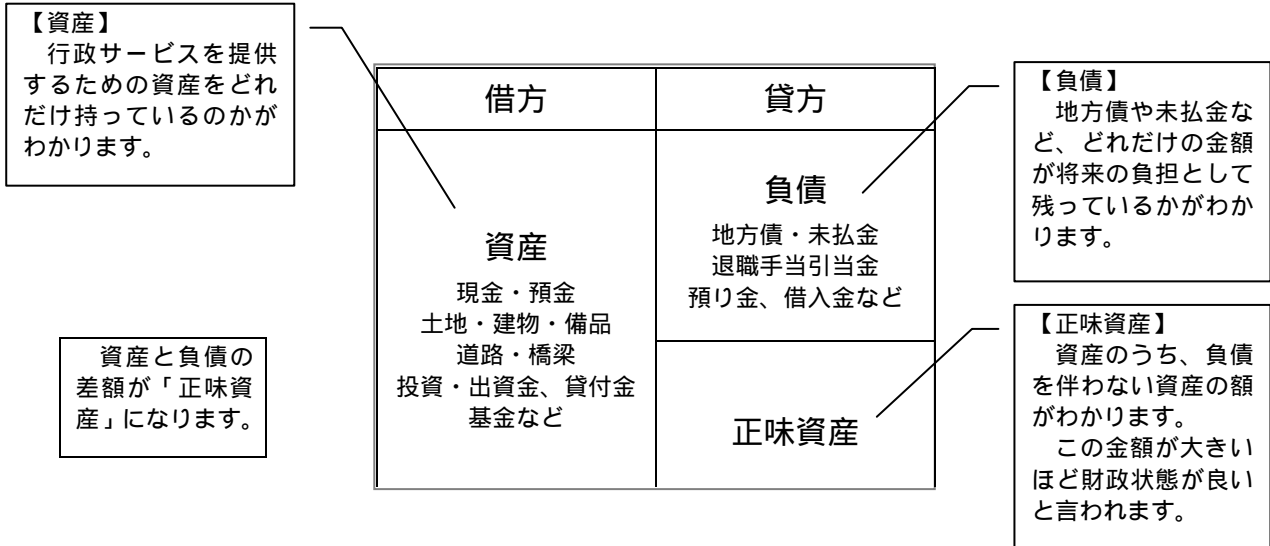 【資産】
　行政サービスを提供
するための資産をどれ
だけ持っているのかが
わかります。
借方
貸方
資産
現金・預金
土地・建物・備品
道路・橋梁
投資・出資金、貸付金
基金など
負債
地方債・未払金
退職手当引当金
預り金、借入金など
正味資産
【負債】
　地方債や未払金な
ど、どれだけの金額
が将来の負担として
残っているかがわか
ります。
【正味資産】
　資産のうち、負債
を伴わない資産の額
がわかります。
　この金額が大きい
ほど財政状態が良い
と言われます。
　資産と負債の
差額が「正味資
産」になります。